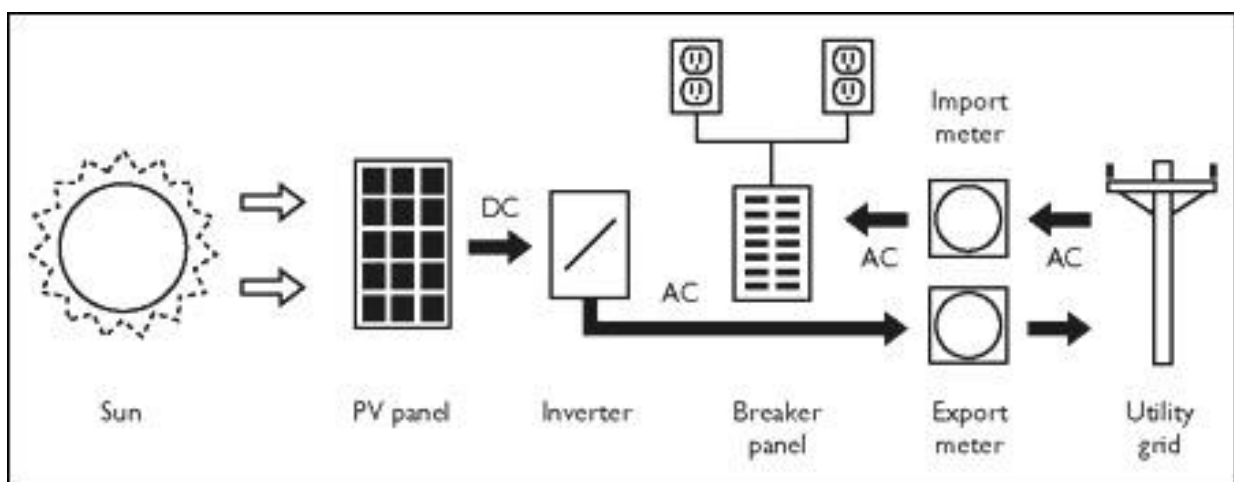 Import
meter
DC
AC
AC
AC
Sun
PV panel
Inverter
Breaker
panel
Export
meter
Utility
grid